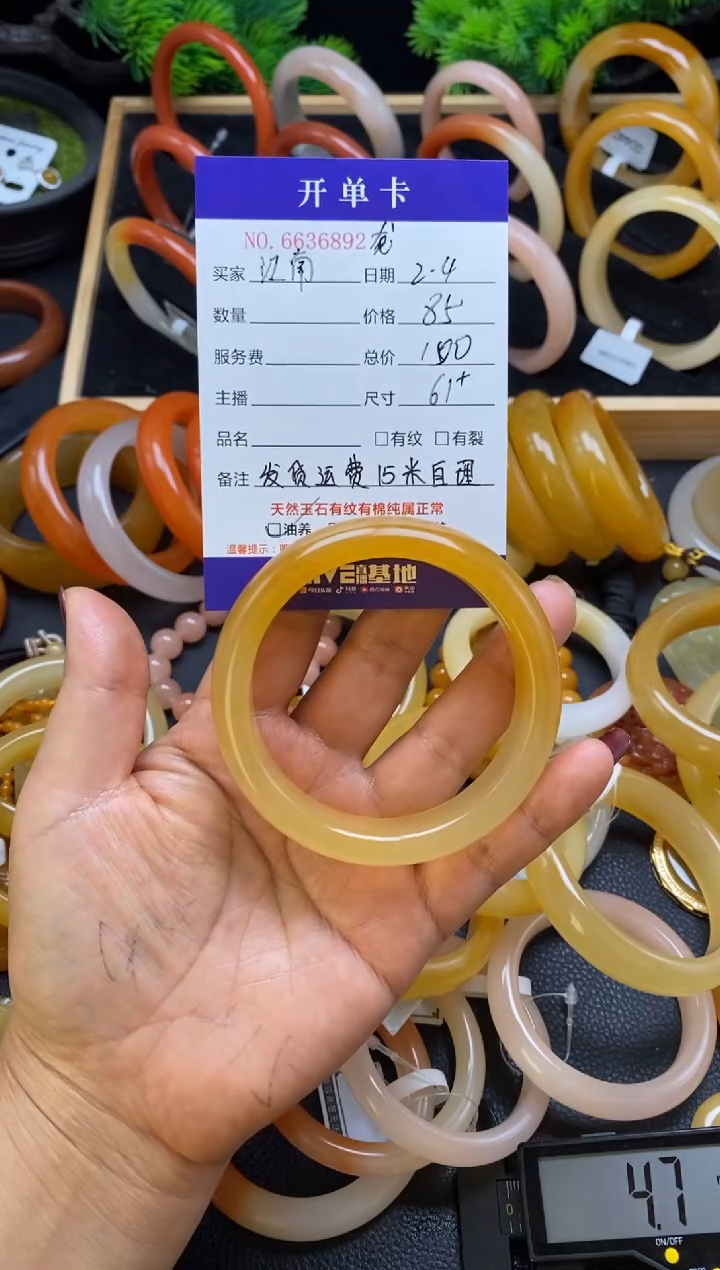 开单卡
NO.6636892 龙
买家 江南 日期 2-4
数量 价格 85
服务费 总价 100
主播 尺寸 61+
品名 □有纹 □有裂
备注 发货运费15米自理
天然玉石有纹有棉纯属正常
□油养
温馨提示：
直播基地
4.7
ON/OFF